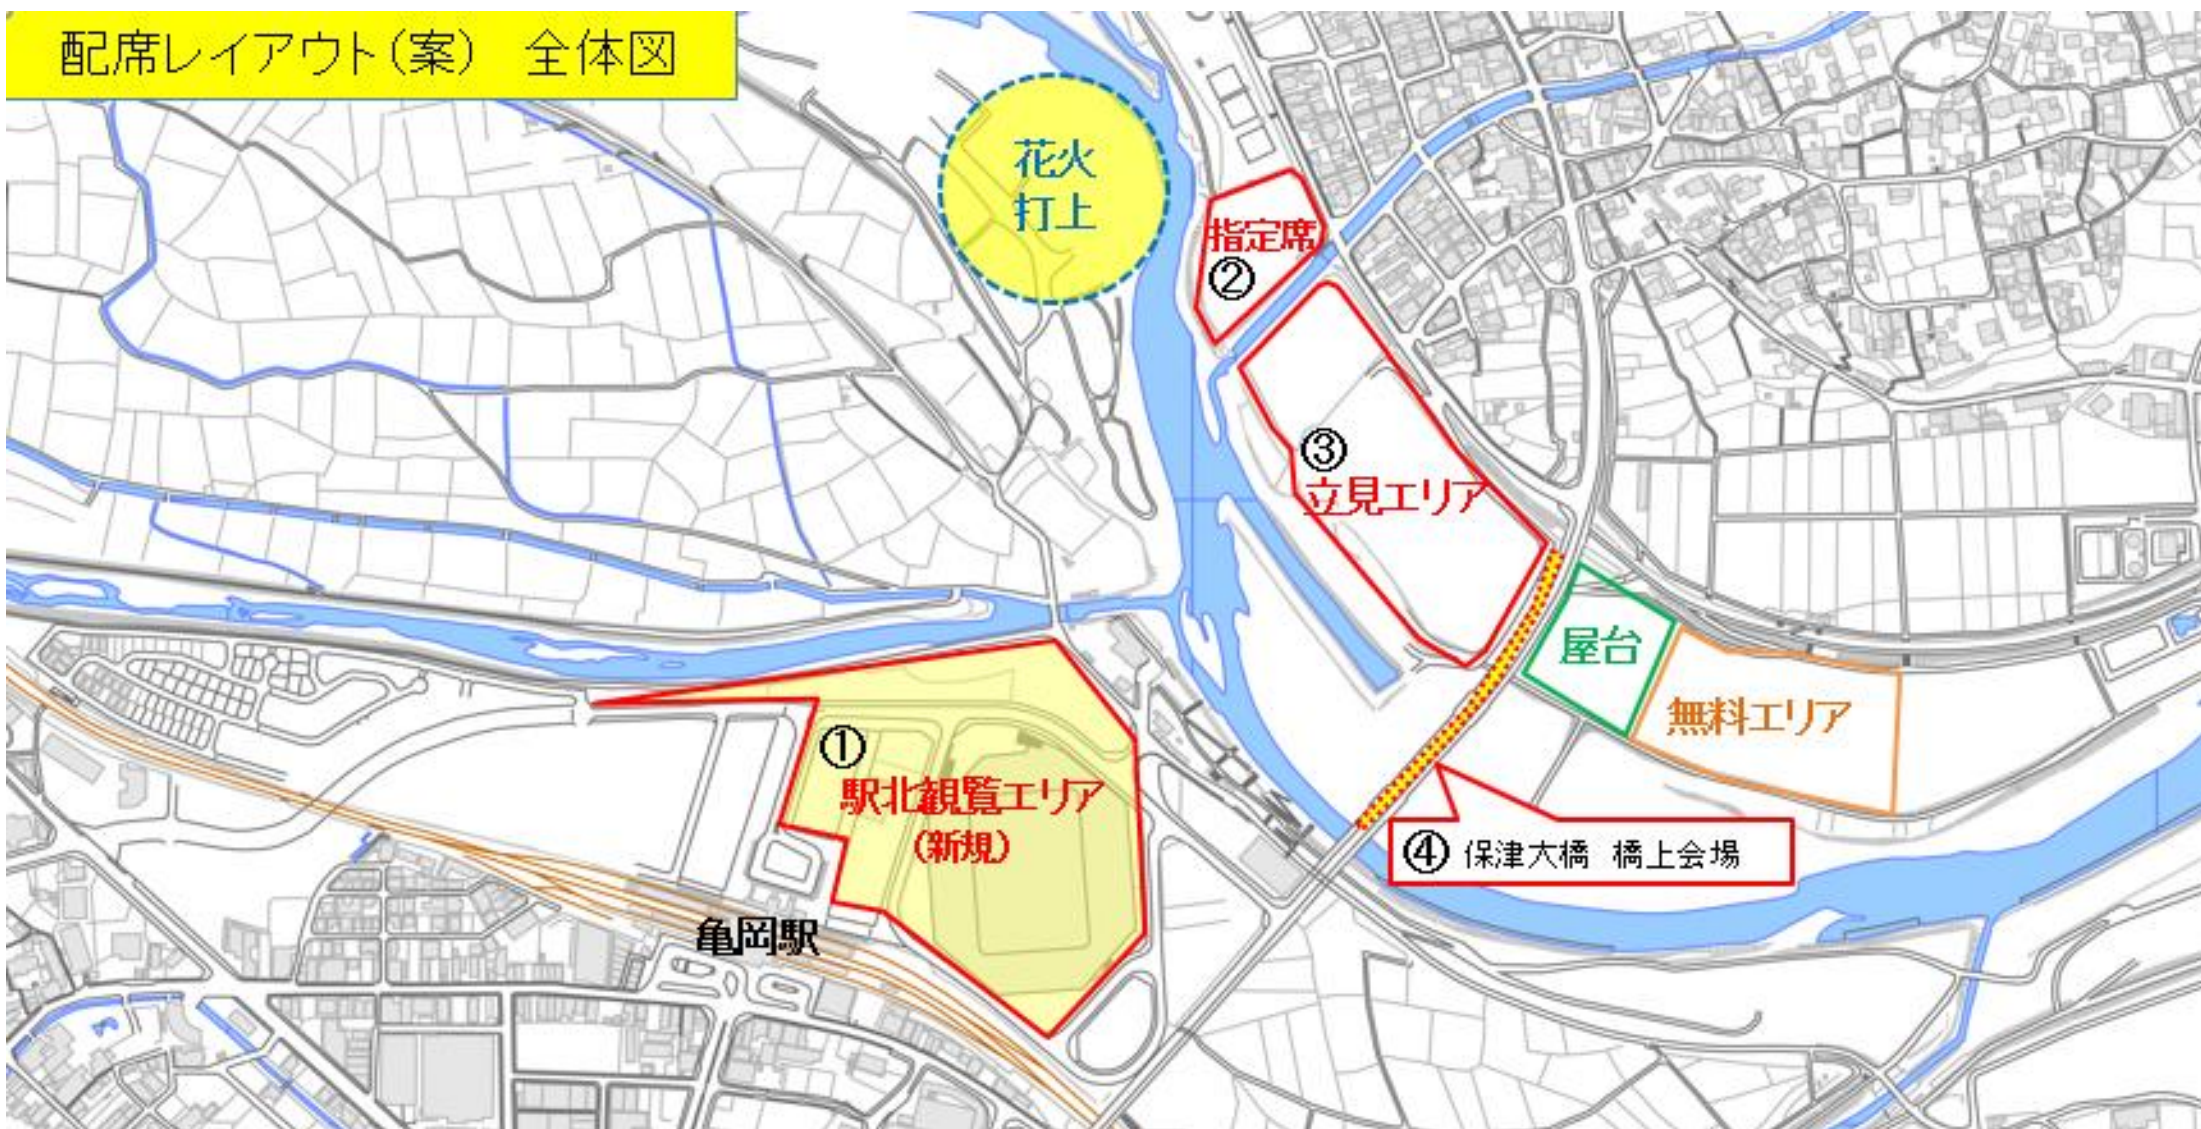 配席レイアウト(案) 全体図
花火
打上
指定席
②
③
立見エリア
屋台
無料エリア
①
駅北観覧エリア
(新規)
④ 保津大橋 橋上会場
亀岡駅